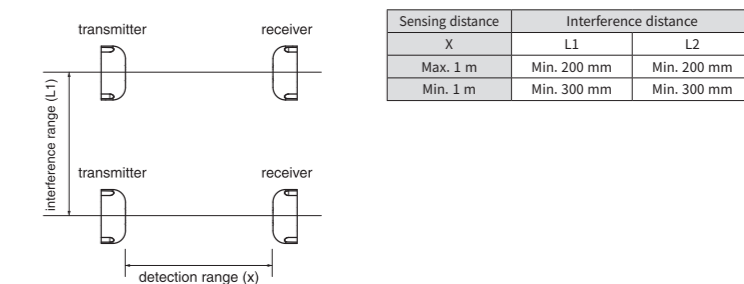 transmitter receiver
interference range (L1)
transmitter receiver
detection range (x)
Sensing distance Interference distance
X L1 L2
Max. 1 m Min. 200 mm Min. 200 mm
Min. 1 m Min. 300 mm Min. 300 mm